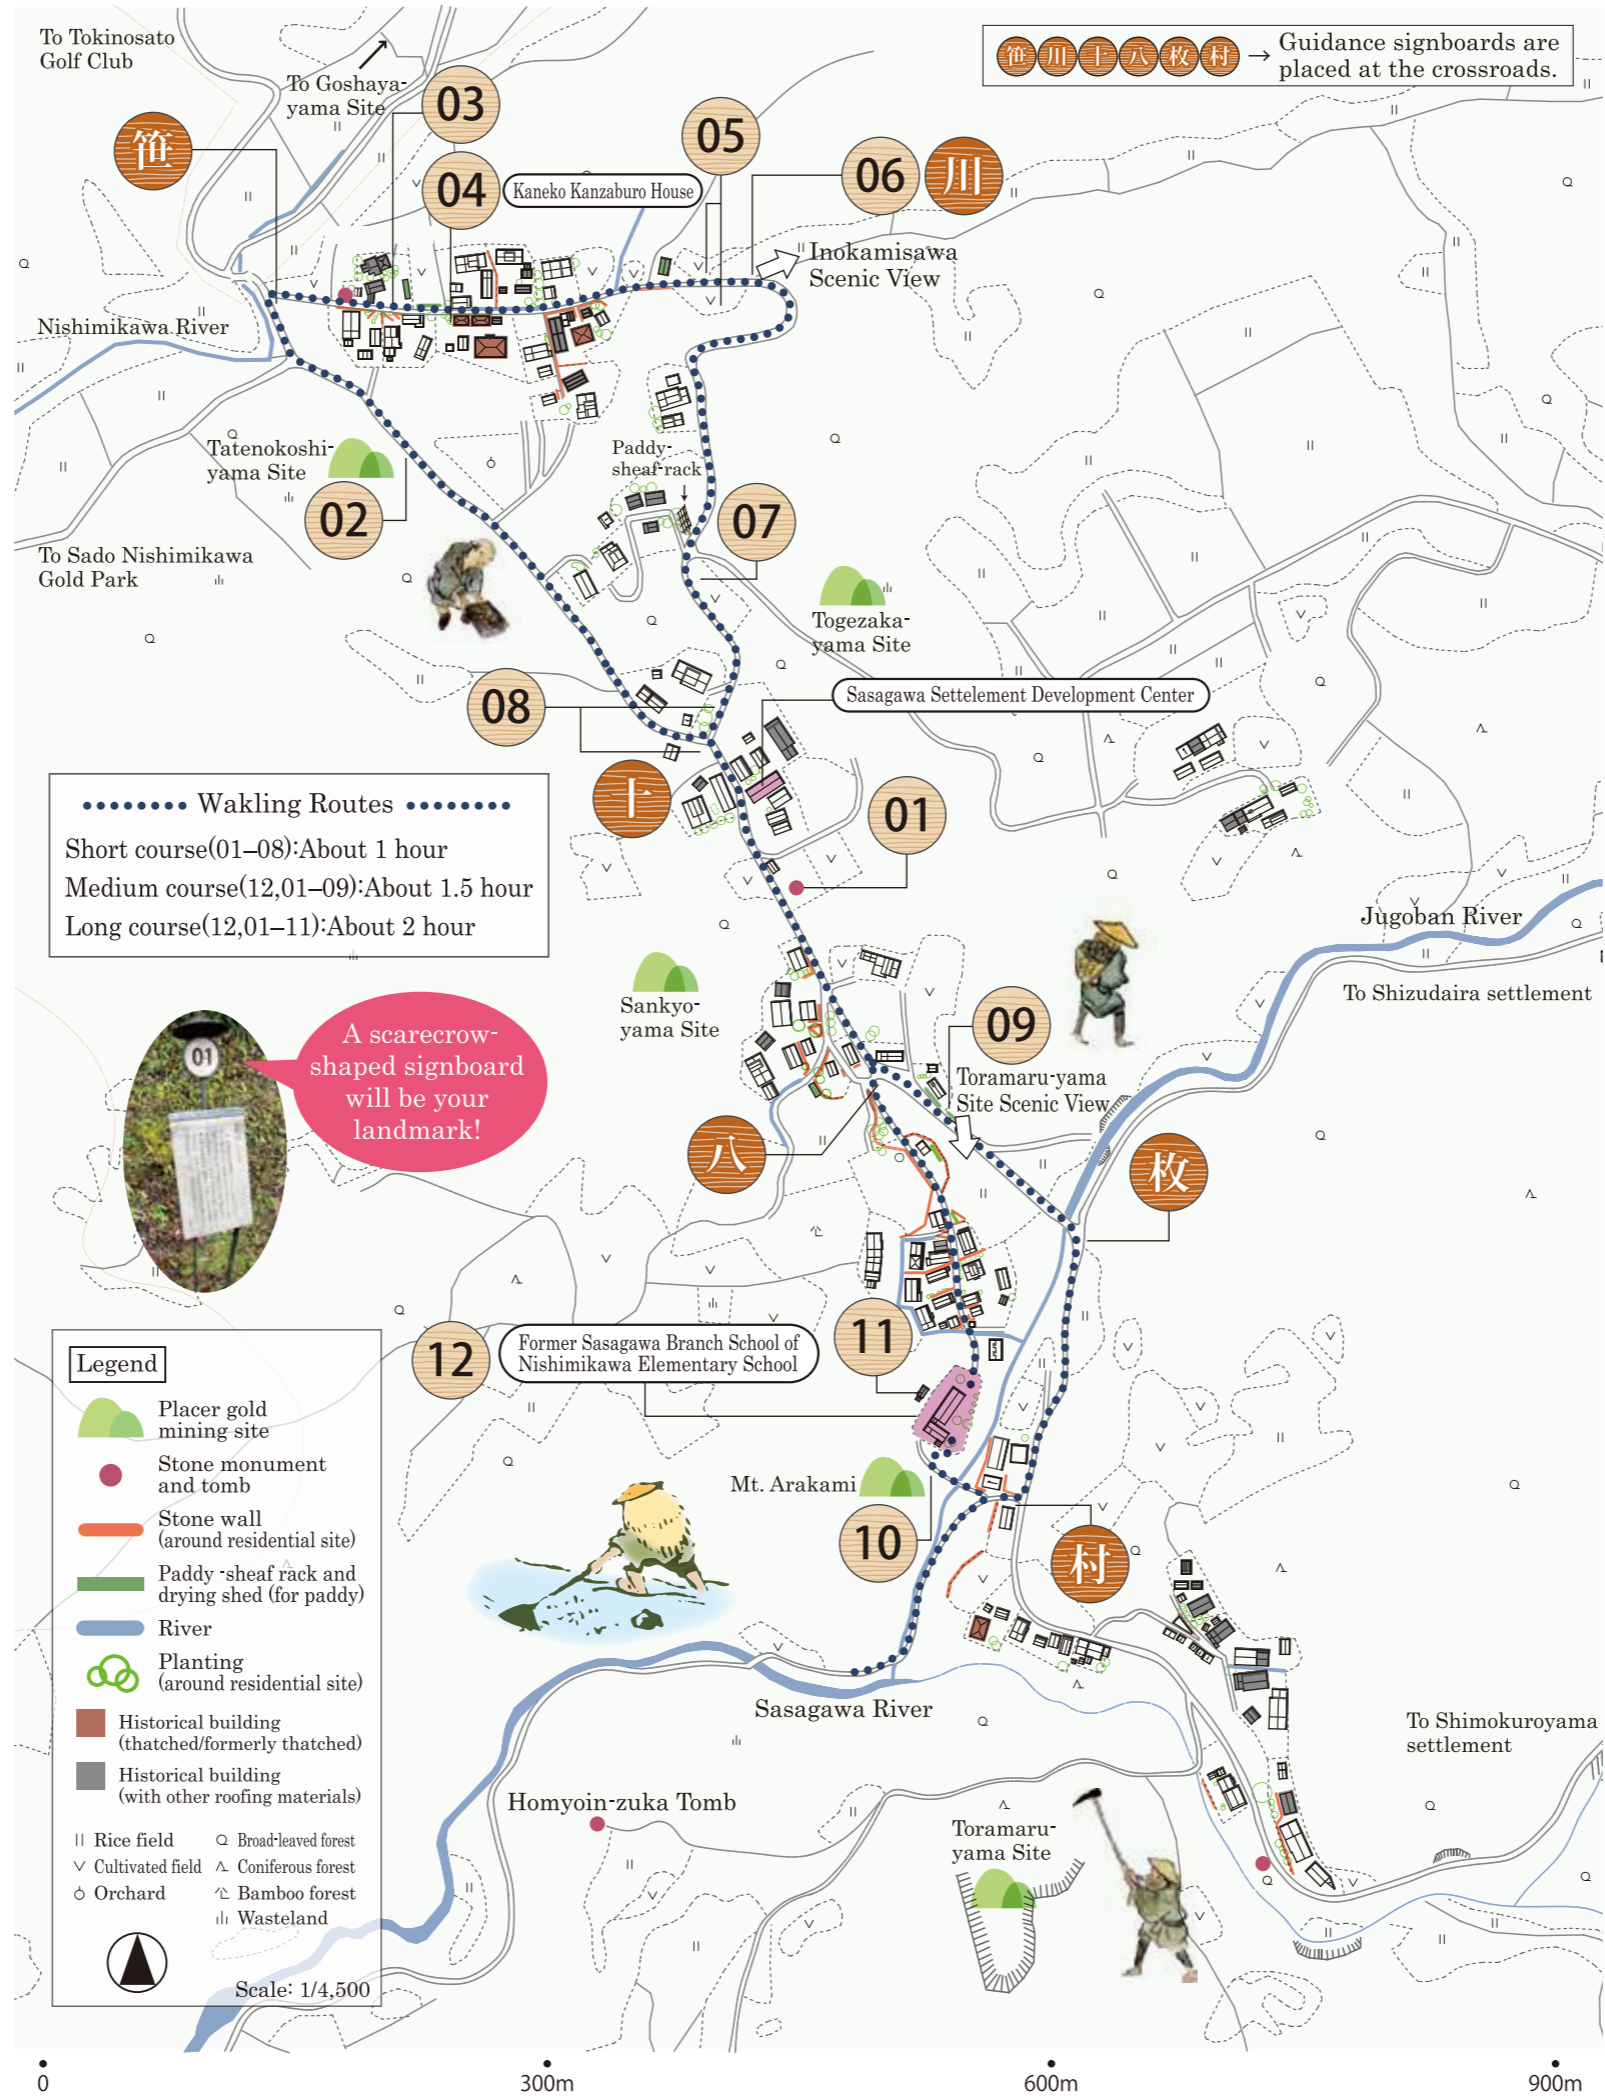 To Tokinosato
Golf Club
To Goshaya-
yama Site
笹川十八枚村 → Guidance signboards are
placed at the crossroads.
笹
03
04
Kaneko Kanzaburo House
05
06
川
Inokamisawa
Scenic View
Nishimikawa River
Tatenokoshi-
yama Site
02
Paddy-
sheaf-rack
07
To Sado Nishimikawa
Gold Park
Togezaka-
yama Site
08
Sasagawa Settelement Development Center
十
01
Wakling Routes
Short course(01–08):About 1 hour
Medium course(12,01–09):About 1.5 hour
Long course(12,01–11):About 2 hour
Jugoban River
To Shizudaira settlement
Sankyo-
yama Site
09
Toramaru-yama
Site Scenic View
01
A scarecrow-
shaped signboard
will be your
landmark!
八
枚
11
12
Former Sasagawa Branch School of
Nishimikawa Elementary School
Mt. Arakami
10
村
Sasagawa River
To Shimokuroyama
settlement
Homyoin-zuka Tomb
Toramaru-
yama Site
Legend
Placer gold
mining site
Stone monument
and tomb
Stone wall
(around residential site)
Paddy -sheaf rack and
drying shed (for paddy)
River
Planting
(around residential site)
Historical building
(thatched/formerly thatched)
Historical building
(with other roofing materials)
Rice field
Broad-leaved forest
Cultivated field
Coniferous forest
Orchard
Bamboo forest
Wasteland
Scale: 1/4,500
0
300m
600m
900m